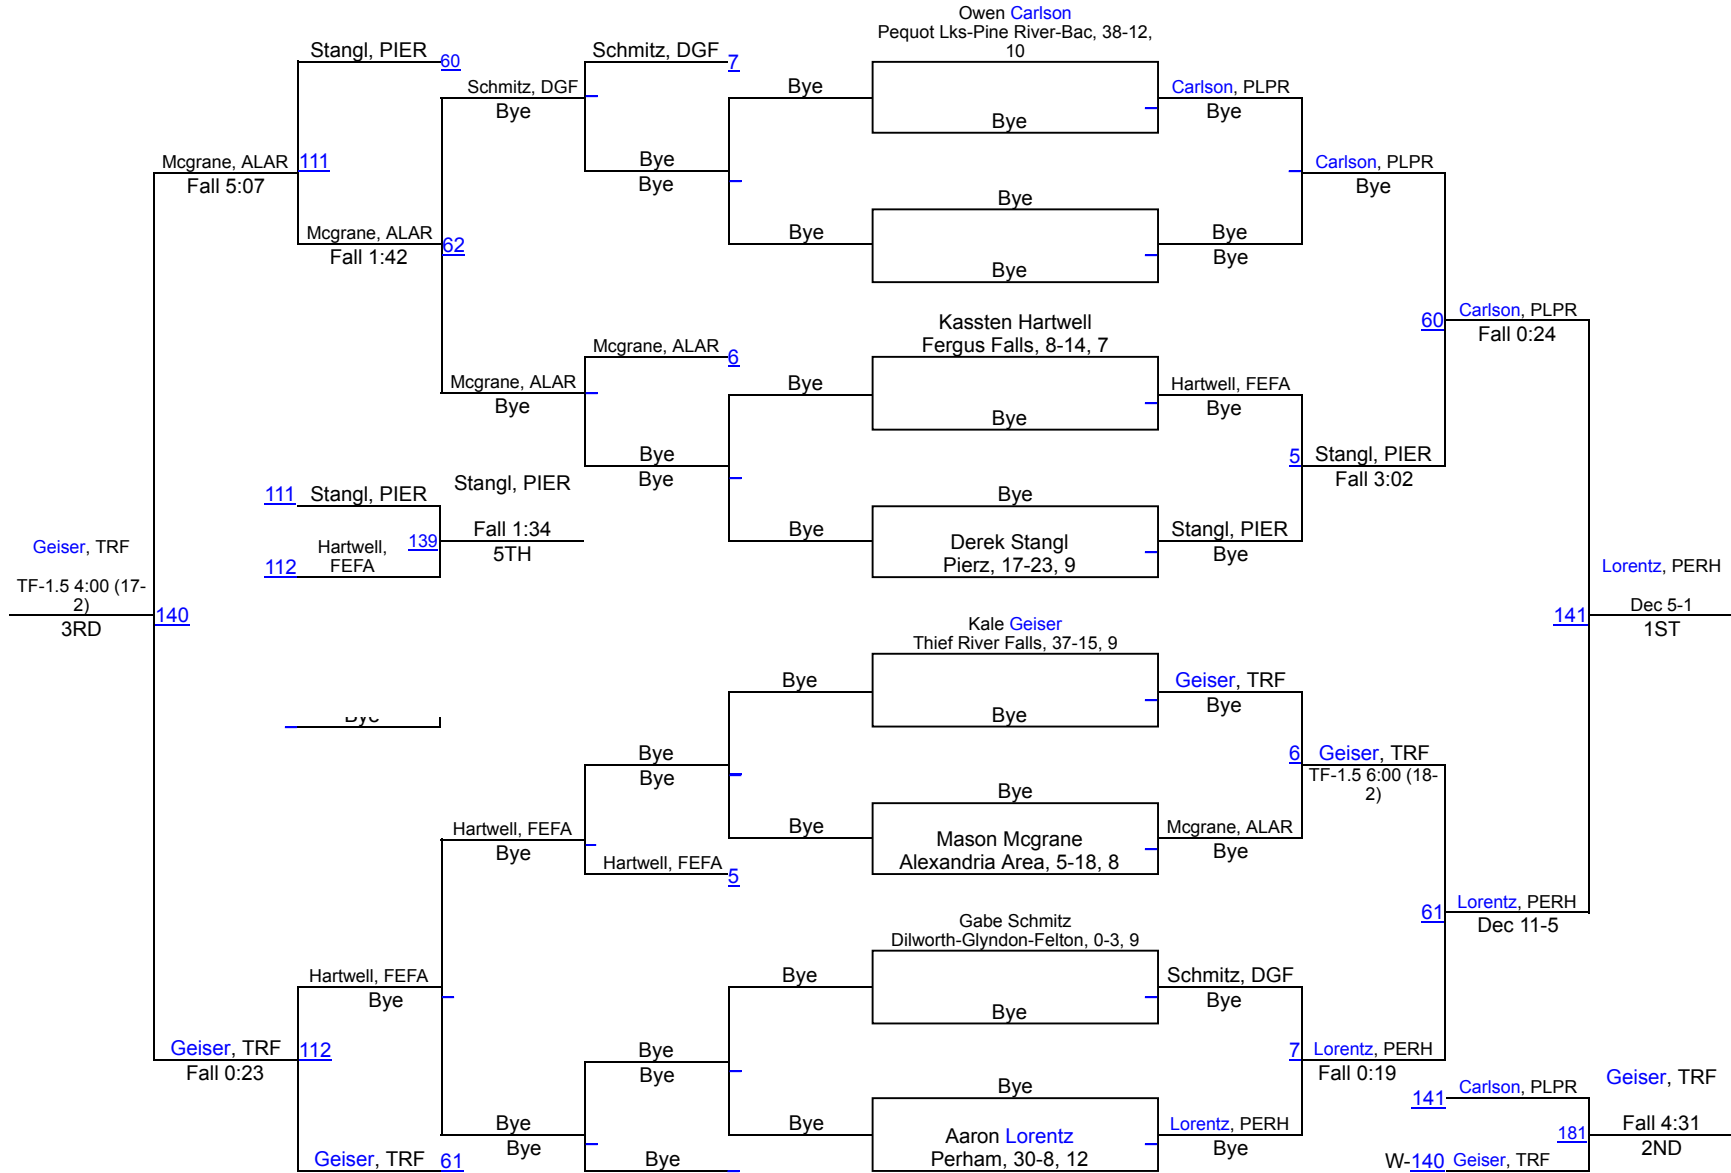 Owen Carlson
Pequot Lks-Pine River-Bac, 38-12,
10
Stangl, PIER
60
Schmitz, DGF
7
Schmitz, DGF
Bye
Bye
Carlson, PLPR
Bye
Bye
Mcgrane, ALAR
111
Fall 5:07
Bye
Bye
Carlson, PLPR
Bye
Bye
Mcgrane, ALAR
62
Fall 1:42
Bye
Bye
Bye
Bye
Kassten Hartwell
Fergus Falls, 8-14, 7
60
Carlson, PLPR
Fall 0:24
Mcgrane, ALAR
6
Mcgrane, ALAR
Bye
Bye
Hartwell, FEFA
Bye
Bye
Bye
Bye
5
Stangl, PIER
Fall 3:02
111
Stangl, PIER
Stangl, PIER
Bye
Fall 1:34
139
5TH
Hartwell,
FEFA
112
Bye
Derek Stangl
Pierz, 17-23, 9
Stangl, PIER
Bye
Geiser, TRF
TF-1.5 4:00 (17-
2)
140
3RD
Lorentz, PERH
Dec 5-1
141
1ST
Kale Geiser
Thief River Falls, 37-15, 9
Bye
Bye
Geiser, TRF
Bye
Bye
Bye
6
Geiser, TRF
TF-1.5 6:00 (18-
2)
Bye
Hartwell, FEFA
Bye
Bye
Mason Mcgrane
Alexandria Area, 5-18, 8
Mcgrane, ALAR
Bye
Hartwell, FEFA
5
Gabe Schmitz
Dilworth-Glyndon-Felton, 0-3, 9
61
Lorentz, PERH
Dec 11-5
Hartwell, FEFA
Bye
Bye
Bye
Schmitz, DGF
Bye
Geiser, TRF
112
Fall 0:23
Bye
Bye
7
Lorentz, PERH
Fall 0:19
Bye
141
Carlson, PLPR
Geiser, TRF
Bye
Bye
Bye
Aaron Lorentz
Perham, 30-8, 12
Lorentz, PERH
Bye
181
Fall 4:31
2ND
Geiser, TRF
61
Bye
W-140
Geiser, TRF